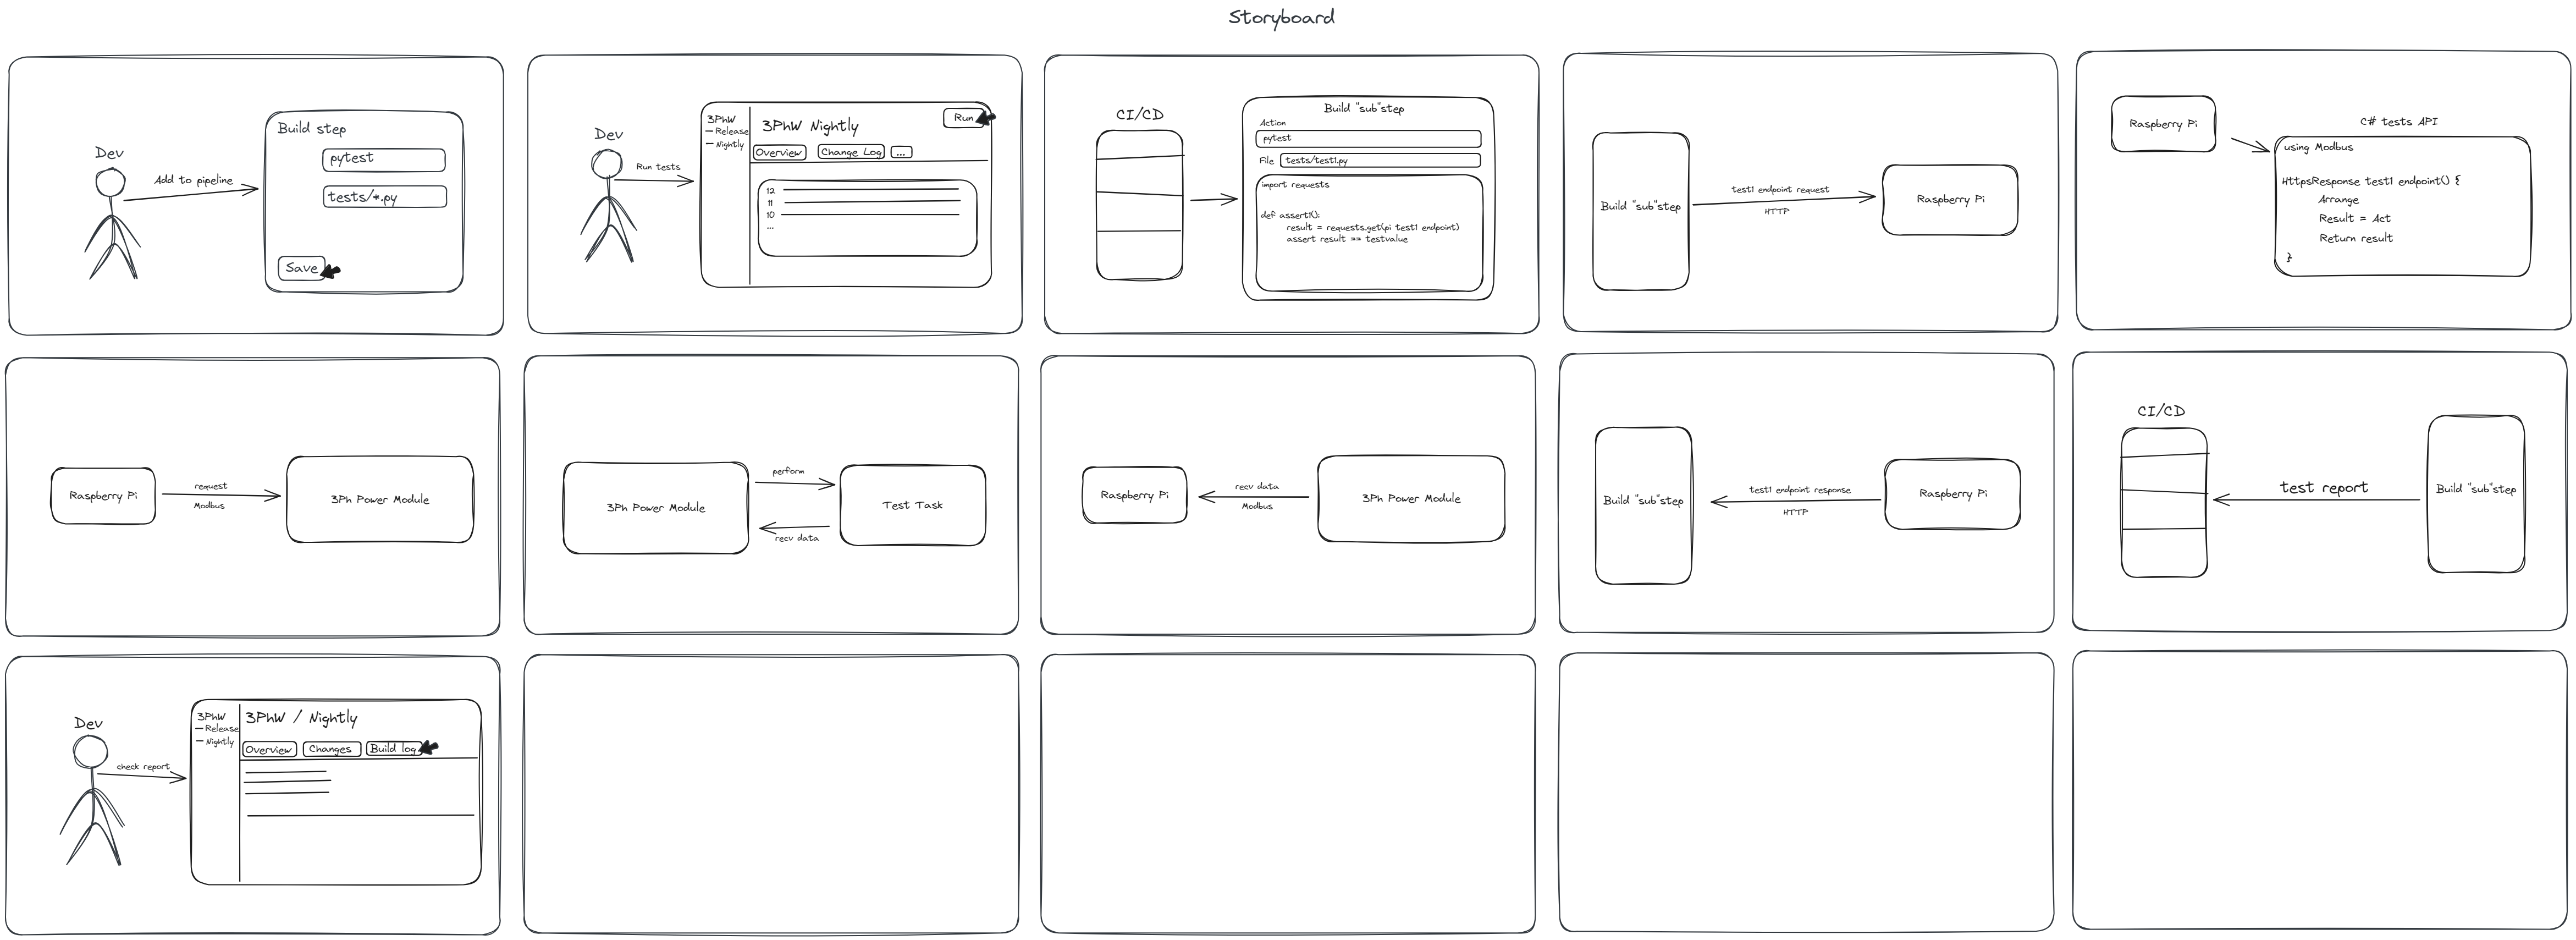 Storyboard
Dev
Add to pipeline
Build step
pytest
tests/*.py
Save
Dev
Run tests
3PhW
— Release
— Nightly
3PhW Nightly
Run
Overview
Change Log
...
12
11
10
...
CI/CD
Build "sub"step
Action
pytest
File
tests/test1.py
import requests
def assert1():
result = requests.get(pi test1 endpoint)
assert result == testvalue
Build "sub"step
test1 endpoint request
HTTP
Raspberry Pi
Raspberry Pi
C# tests API
using Modbus
HttpsResponse test1 endpoint() {
Arrange
Result = Act
Return result
}
Raspberry Pi
request
Modbus
3Ph Power Module
3Ph Power Module
perform
recv data
Test Task
Raspberry Pi
recv data
Modbus
3Ph Power Module
Build "sub"step
test1 endpoint response
HTTP
Raspberry Pi
CI/CD
test report
Build "sub"step
Dev
check report
3PhW
— Release
— Nightly
3PhW / Nightly
Overview
Changes
Build log